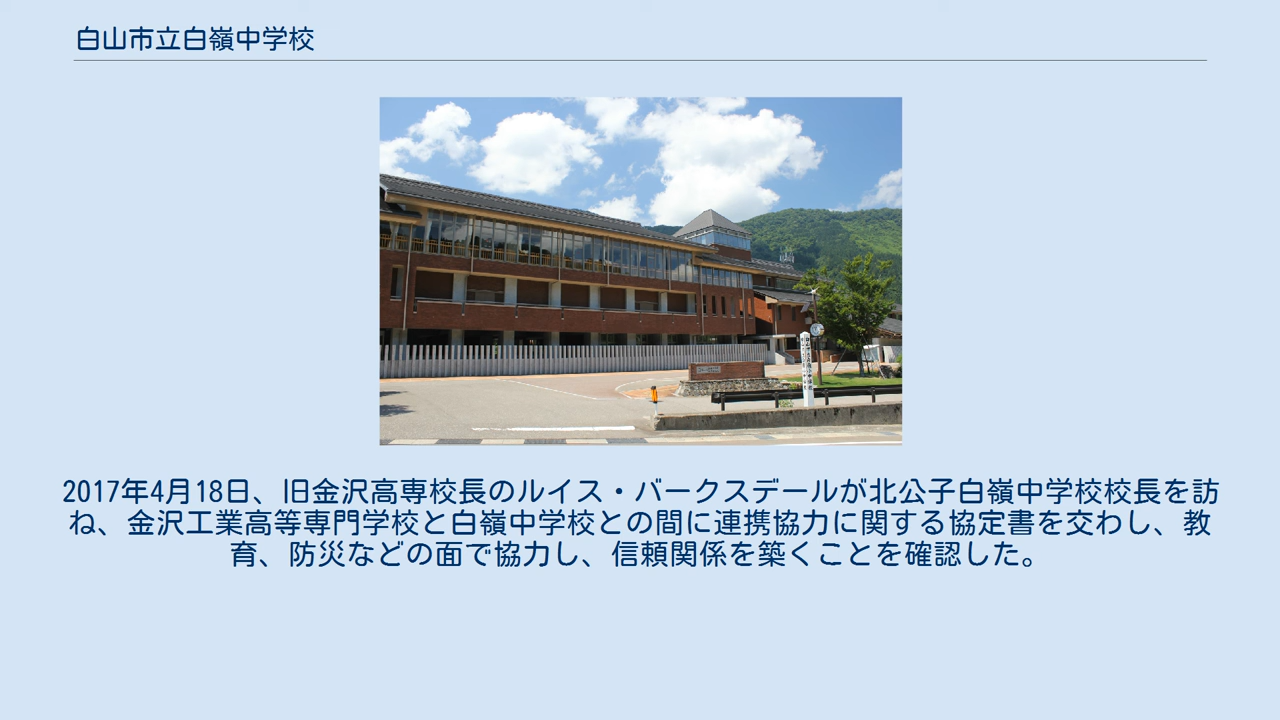 白山市立白嶺中学校
2017年4月18日、旧金沢高専校長のルイス・バークスデールが北公子白嶺中学校校長を訪
ね、金沢工業高等専門学校と白嶺中学校との間に連携協力に関する協定書を交わし、教
育、防災などの面で協力し、信頼関係を築くことを確認した。